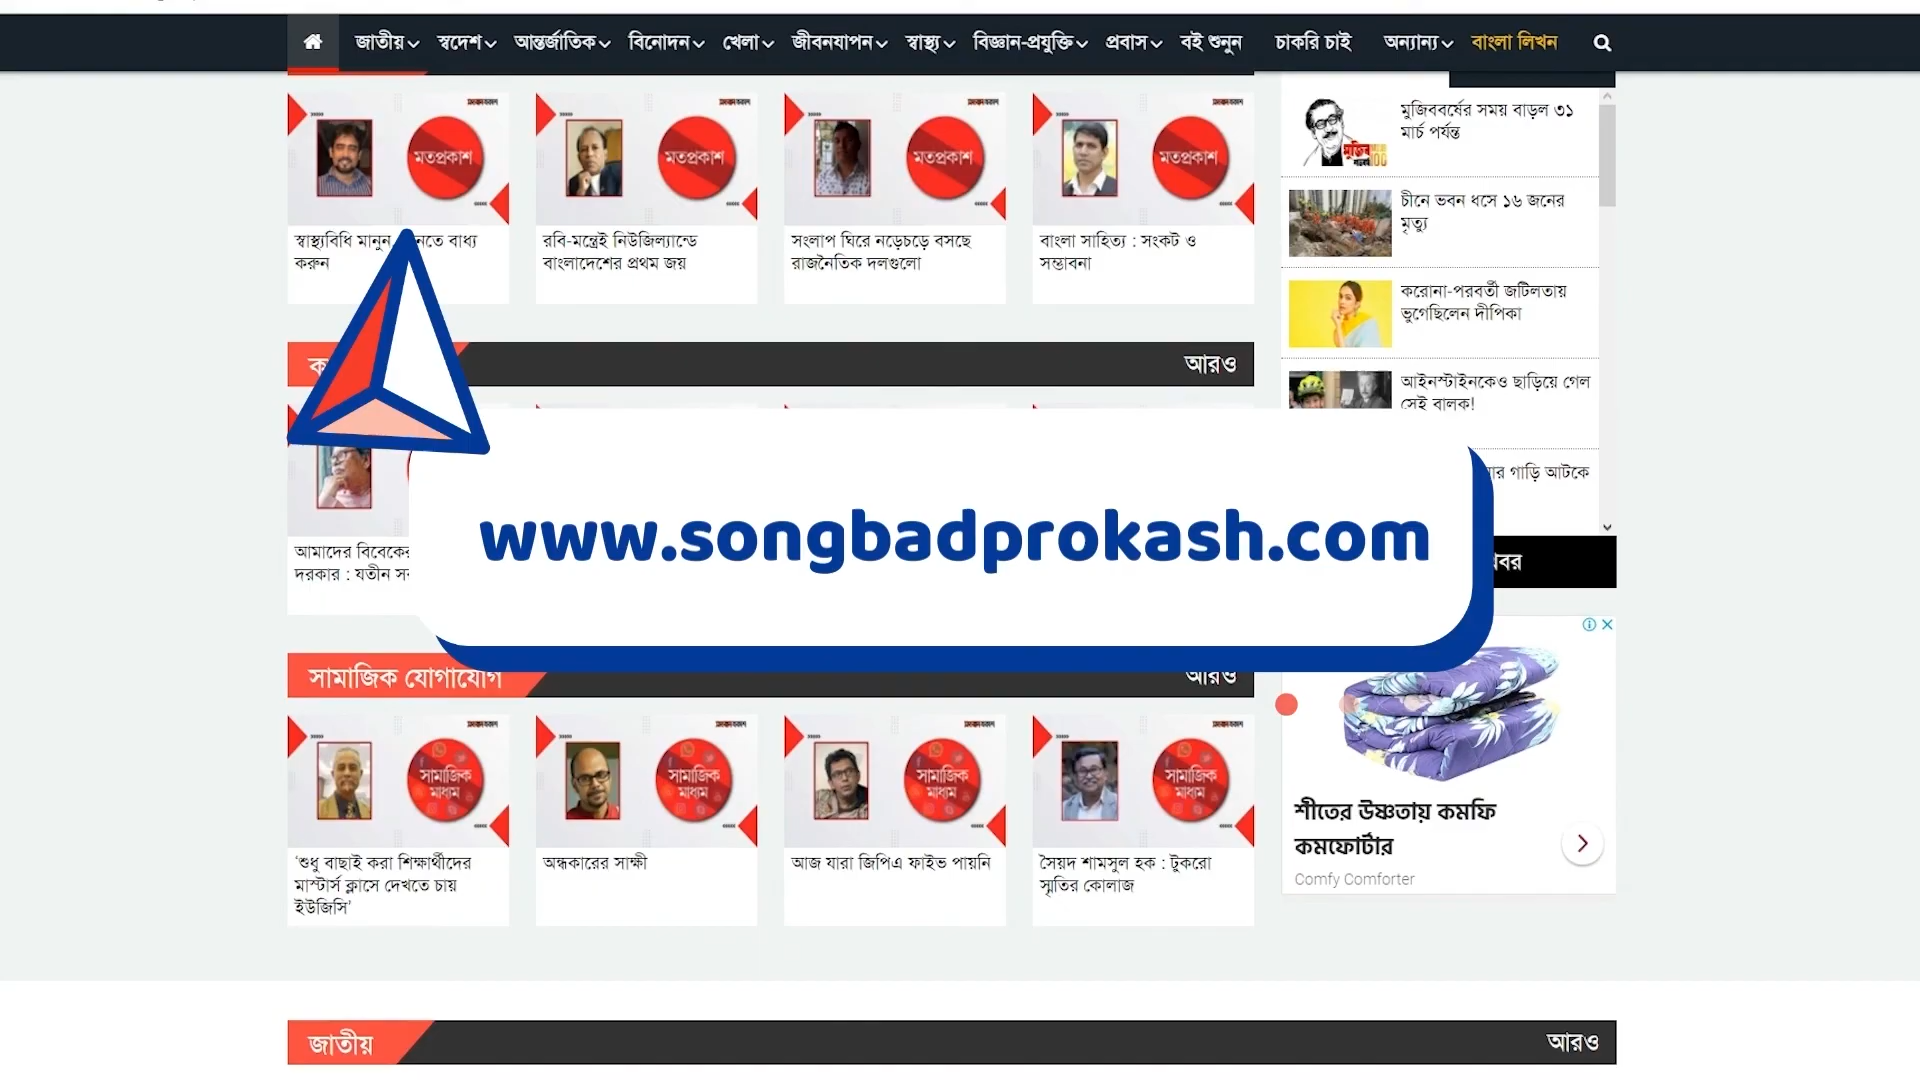 জাতীয় স্বদেশ আন্তর্জাতিক বিনোদন খেলা জীবনযাপন স্বাস্থ্য বিজ্ঞান-প্রযুক্তি প্রবাস বই শুনুন চাকরি চাই অন্যান্য বাংলা লিখন
মতপ্রকাশ
মতপ্রকাশ
মতপ্রকাশ
মতপ্রকাশ
স্বাস্থ্যবিধি মানুন বাধ্য
করুন
রবি-মন্ত্রেই নিউজিল্যান্ডে
বাংলাদেশের প্রথম জয়
সংলাপ ঘিরে নড়েচড়ে বসছে
রাজনৈতিক দলগুলো
বাংলা সাহিত্য : সংকট ও
সম্ভাবনা
মুজিববর্ষের সময় বাড়ল ৩১
মার্চ পর্যন্ত
চীনে ভবন ধসে ১৬ জনের
মৃত্যু
করোনা-পরবর্তী জটিলতায়
ভুগেছিলেন দীপিকা
আইনস্টাইনকেও ছাড়িয়ে গেল
সেই বালক!
গাড়ি আটকে
আরও
www.songbadprokash.com
আমাদের বিবেকের
দরকার : যতীন
সামাজিক যোগাযোগ
আরও
সামাজিক
মাধ্যম
সামাজিক
মাধ্যম
সামাজিক
মাধ্যম
সামাজিক
মাধ্যম
‘শুধু বাছাই করা শিক্ষার্থীদের
মাস্টার্স ক্লাসে দেখতে চায়
ইউজিসি’
অন্ধকারের সাক্ষী
আজ যারা জিপিএ ফাইভ পায়নি
সৈয়দ শামসুল হক : টুকরো
স্মৃতির কোলাজ
শীতের উষ্ণতায় কমফি
কমফোর্টার
Comfy Comforter
জাতীয়
আরও